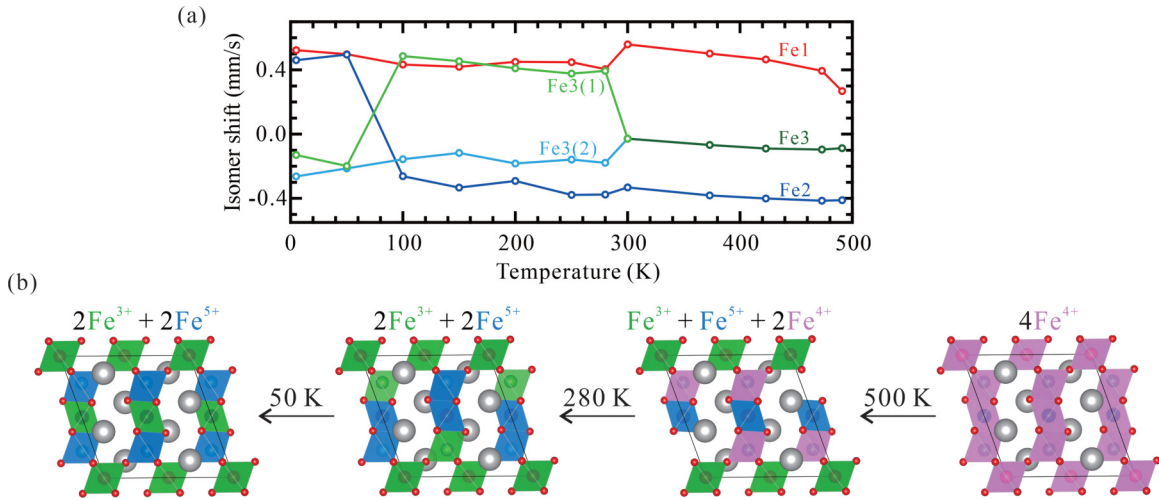 (a)
Isomer shift (mm/s)
0.4
0.0
-0.4
Fe1
Fe3(1)
Fe3(2)
Fe3
Fe2
0 100 200 300 400 500
Temperature (K)
(b)
2Fe³⁺ + 2Fe⁵⁺ 2Fe³⁺ + 2Fe⁵⁺ Fe³⁺ + Fe⁵⁺ + 2Fe⁴⁺ 4Fe⁴⁺
50 K 280 K 500 K